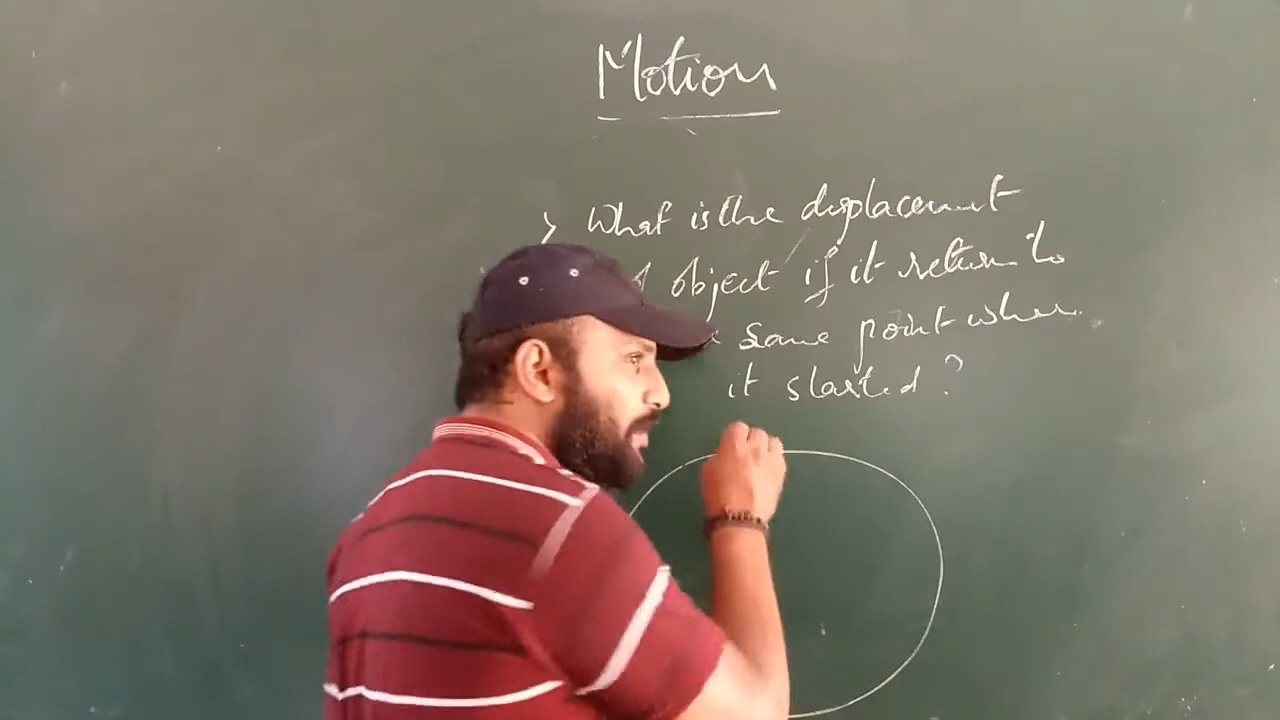 Motion
> What is the displacement
object if it return to
same point where
it started?